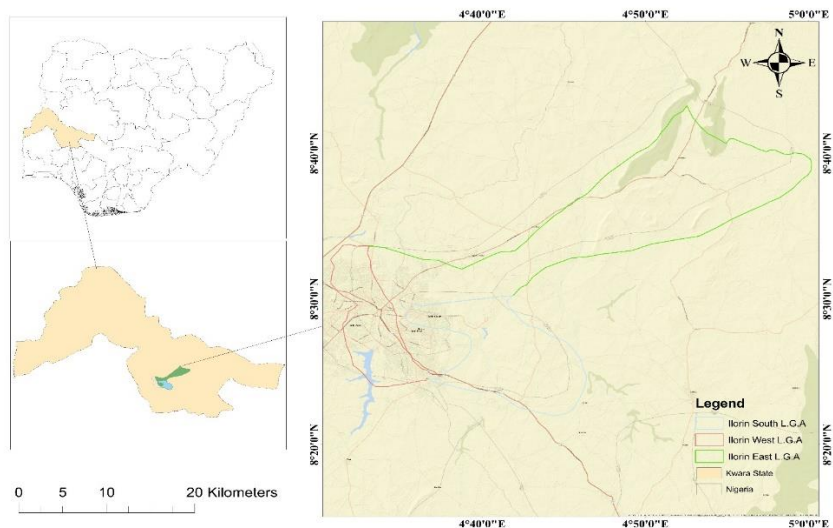 4°40'0"E 4°50'0"E 5°0'0"E
N
W E
S
8°40'0"N 8°40'0"N
8°30'0"N 8°30'0"N
8°20'0"N 8°20'0"N
Legend
Ilorin South L.G.A
Ilorin West L.G.A
Ilorin East L.G.A
Kwara State
Nigeria
0 5 10 20 Kilometers
4°40'0"E 4°50'0"E 5°0'0"E